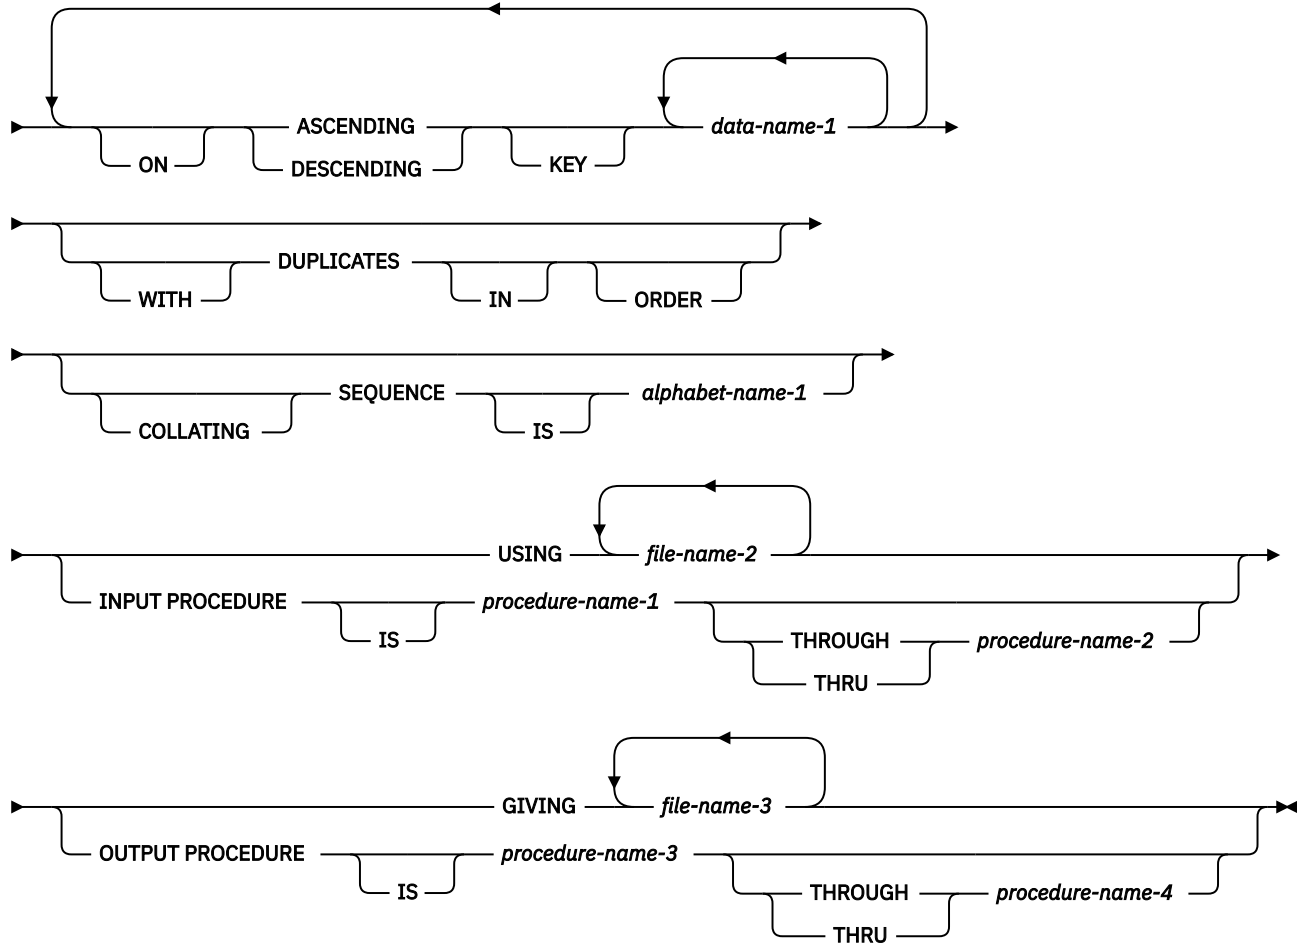 ASCENDING data-name-1
ON DESCENDING KEY
DUPLICATES
WITH IN ORDER
SEQUENCE alphabet-name-1
COLLATING IS
USING file-name-2
INPUT PROCEDURE procedure-name-1
IS THROUGH procedure-name-2
THRU
GIVING file-name-3
OUTPUT PROCEDURE procedure-name-3
IS THROUGH procedure-name-4
THRU